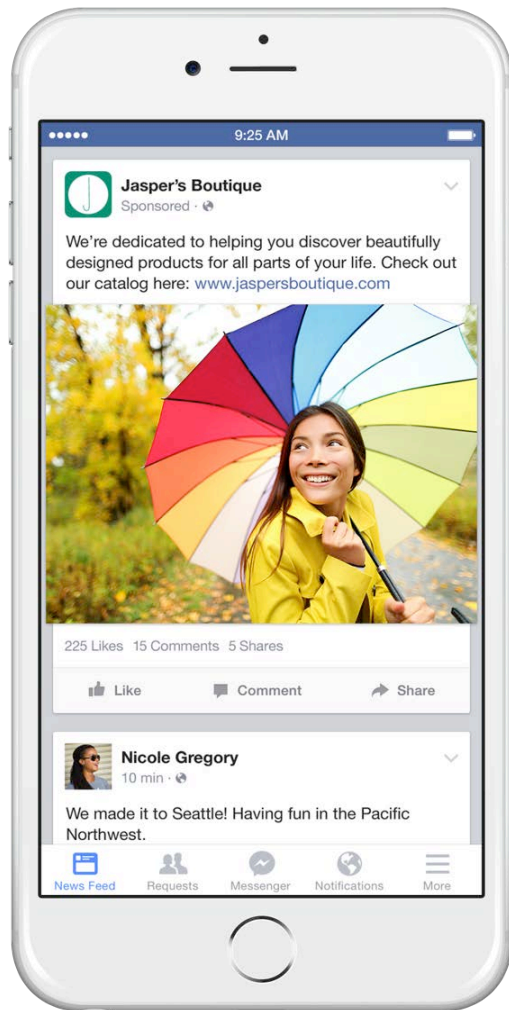 9:25 AM
Jasper's Boutique
Sponsored ·
We're dedicated to helping you discover beautifully
designed products for all parts of your life. Check out
our catalog here: www.jaspersboutique.com
225 Likes 15 Comments 5 Shares
Like Comment Share
Nicole Gregory
10 min ·
We made it to Seattle! Having fun in the Pacific
Northwest.
News Feed Requests Messenger Notifications More